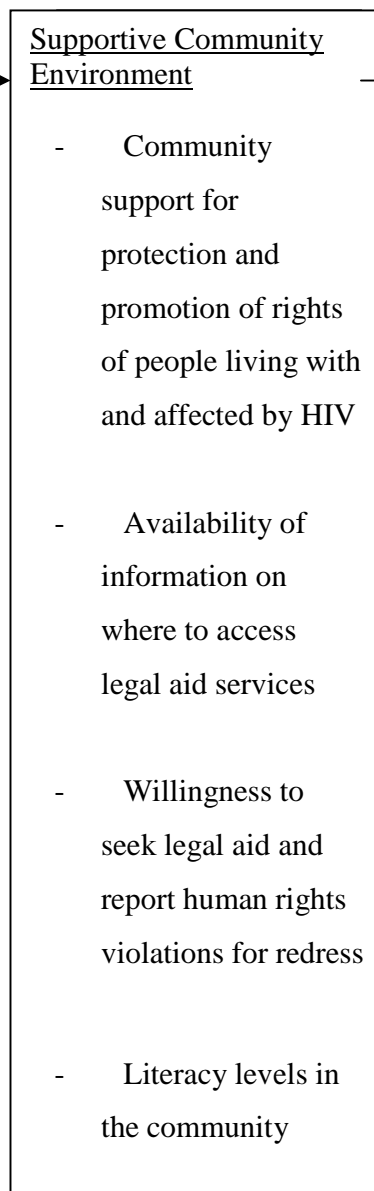 Supportive Community
Environment
- Community
support for
protection and
promotion of rights
of people living with
and affected by HIV
- Availability of
information on
where to access
legal aid services
- Willingness to
seek legal aid and
report human rights
violations for redress
- Literacy levels in
the community